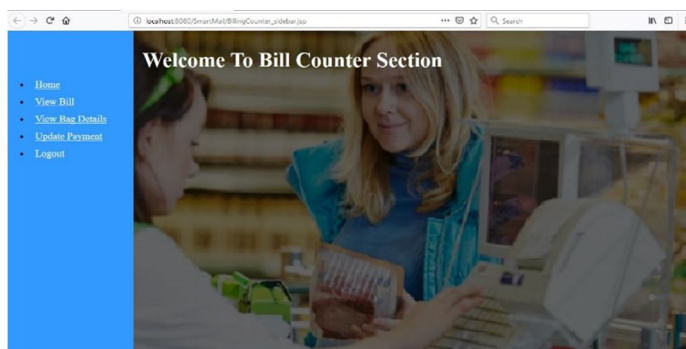 localhost:8080/SmartMall/BillingCounter_sidebar.jsp
Search
Welcome To Bill Counter Section
Home
View Bill
View Bag Details
Update Payment
Logout